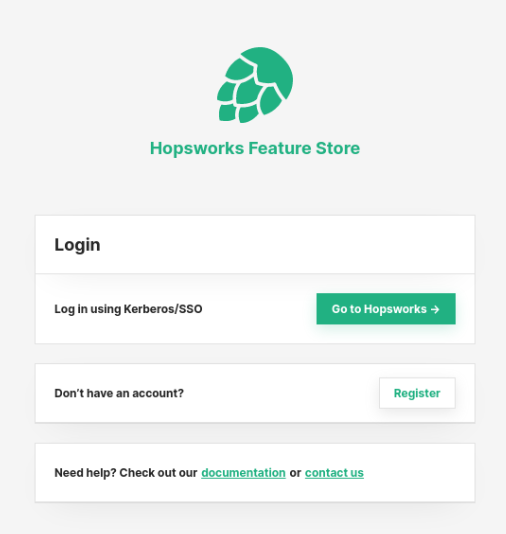 Hopsworks Feature Store
Login
Log in using Kerberos/SSO
Go to Hopsworks →
Don't have an account?
Register
Need help? Check out our documentation or contact us